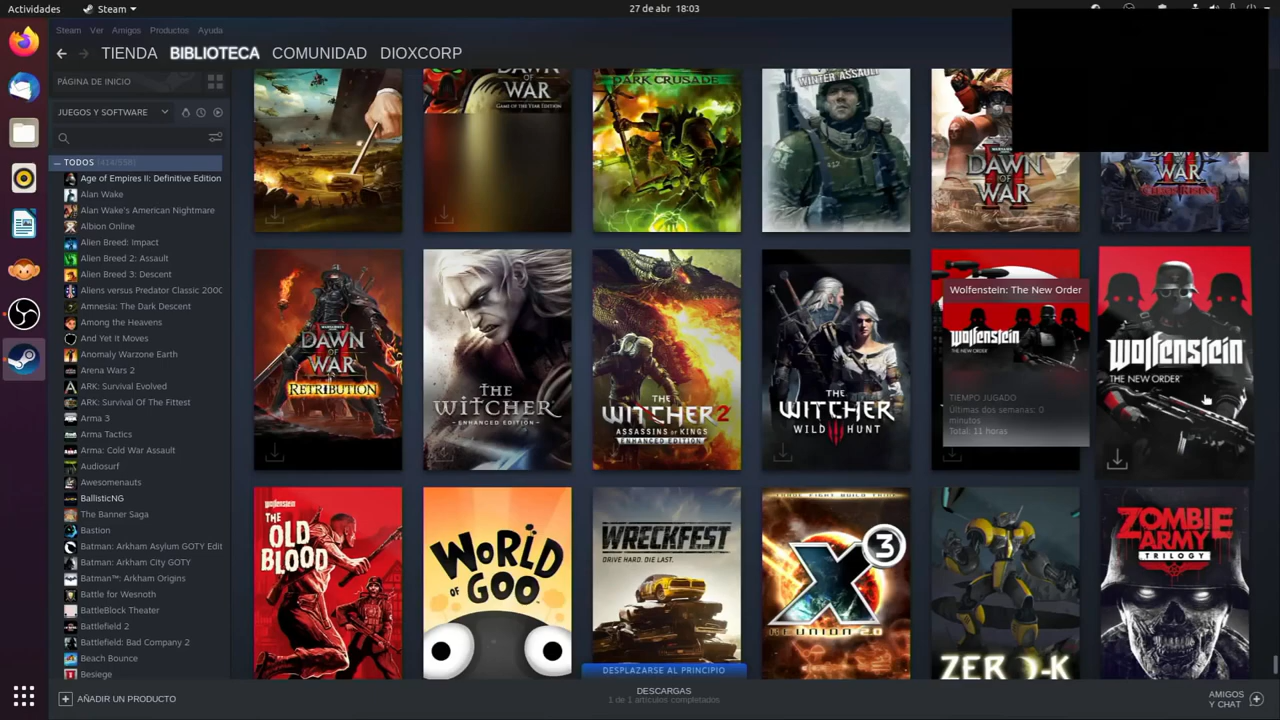 Actividades
Steam
27 de abr 18:03
Steam Ver Amigos Productos Ayuda
TIENDA BIBLIOTECA COMUNIDAD DIOXCORP
PÁGINA DE INICIO
JUEGOS Y SOFTWARE
TODOS (414/558)
Age of Empires II: Definitive Edition
Alan Wake
Alan Wake's American Nightmare
Albion Online
Alien Breed: Impact
Alien Breed 2: Assault
Alien Breed 3: Descent
Aliens versus Predator Classic 2000
Amnesia: The Dark Descent
Among the Heavens
And Yet It Moves
Anomaly Warzone Earth
Arena Wars 2
ARK: Survival Evolved
ARK: Survival Of The Fittest
Arma 3
Arma Tactics
Arma: Cold War Assault
Audiosurf
Awesomenauts
BallisticNG
The Banner Saga
Bastion
Batman: Arkham Asylum GOTY Edit
Batman: Arkham City GOTY
Batman™: Arkham Origins
Battle for Wesnoth
BattleBlock Theater
Battlefield 2
Battlefield: Bad Company 2
Beach Bounce
Besiege
AÑADIR UN PRODUCTO
DAWN
OF WAR
GAME OF THE YEAR EDITION
DARK CRUSADE
WINTER ASSAULT
DAWN
OF WAR
II
DAWN
OF WAR
II
DAWN
OF WAR
II
RETRIBUTION
THE
WITCHER
ENHANCED EDITION
THE
WITCHER 2
ASSASSINS OF KINGS
ENHANCED EDITION
THE
WITCHER
WILD HUNT
Wolfenstein: The New Order
Wolfenstein
THE NEW ORDER
TIEMPO JUGADO
Últimas dos semanas: 0
minutos
Total: 11 horas
Wolfenstein
THE NEW ORDER
Wolfenstein
THE
OLD
BLOOD
WORLD
OF GOO
WRECKFEST
DRIVE HARD. DIE LAST.
X3
REUNION 2.0
ZERO-K
ZOMBIE
ARMY
TRILOGY
DESPLAZARSE AL PRINCIPIO
DESCARGAS
1 de 1 artículos completados
AMIGOS
Y CHAT